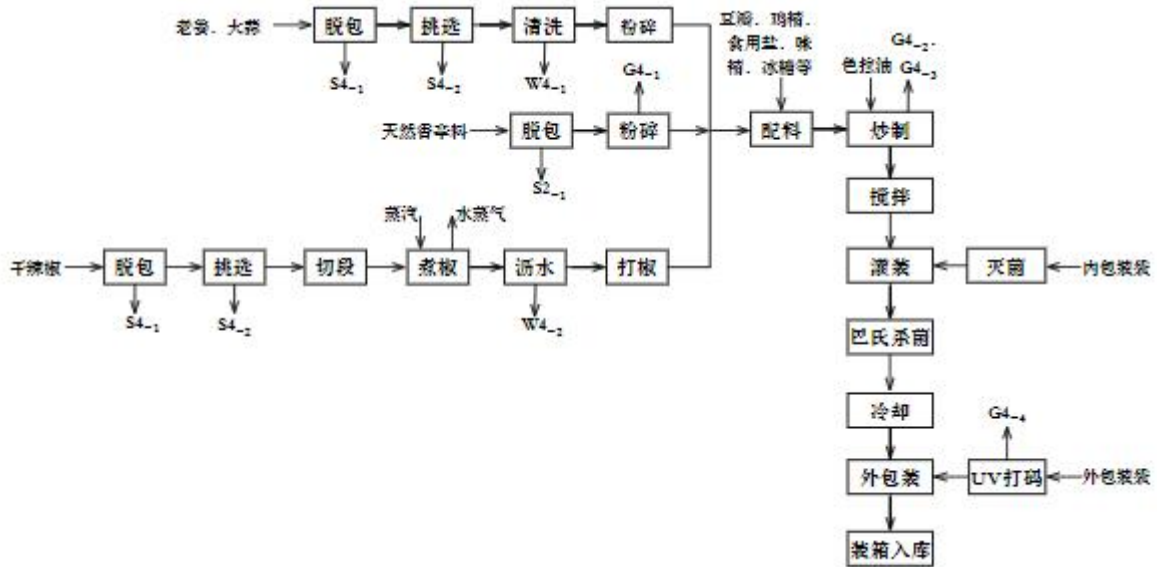 老姜、大蒜
脱包
挑选
清洗
粉碎
S4-1
S4-2
W4-1
G4-1
天然香辛料
脱包
粉碎
S2-1
豆瓣、鸡精、
食用盐、味
精、冰糖等
配料
色拉油
G4-2、
G4-3
炒制
搅拌
蒸汽
水蒸气
干辣椒
脱包
挑选
切段
煮椒
沥水
打椒
S4-1
S4-2
W4-2
灌装
灭菌
内包装袋
巴氏杀菌
冷却
G4-4
外包装
UV打码
外包装袋
装箱入库